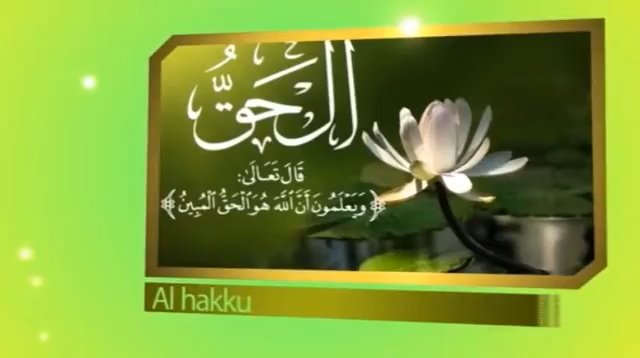 الْحَقُّ
قَالَ تَعَالَىٰ:
﴿وَيَعْلَمُونَ أَنَّ اللَّهَ هُوَ الْحَقُّ الْمُبِينُ﴾
Al hakku